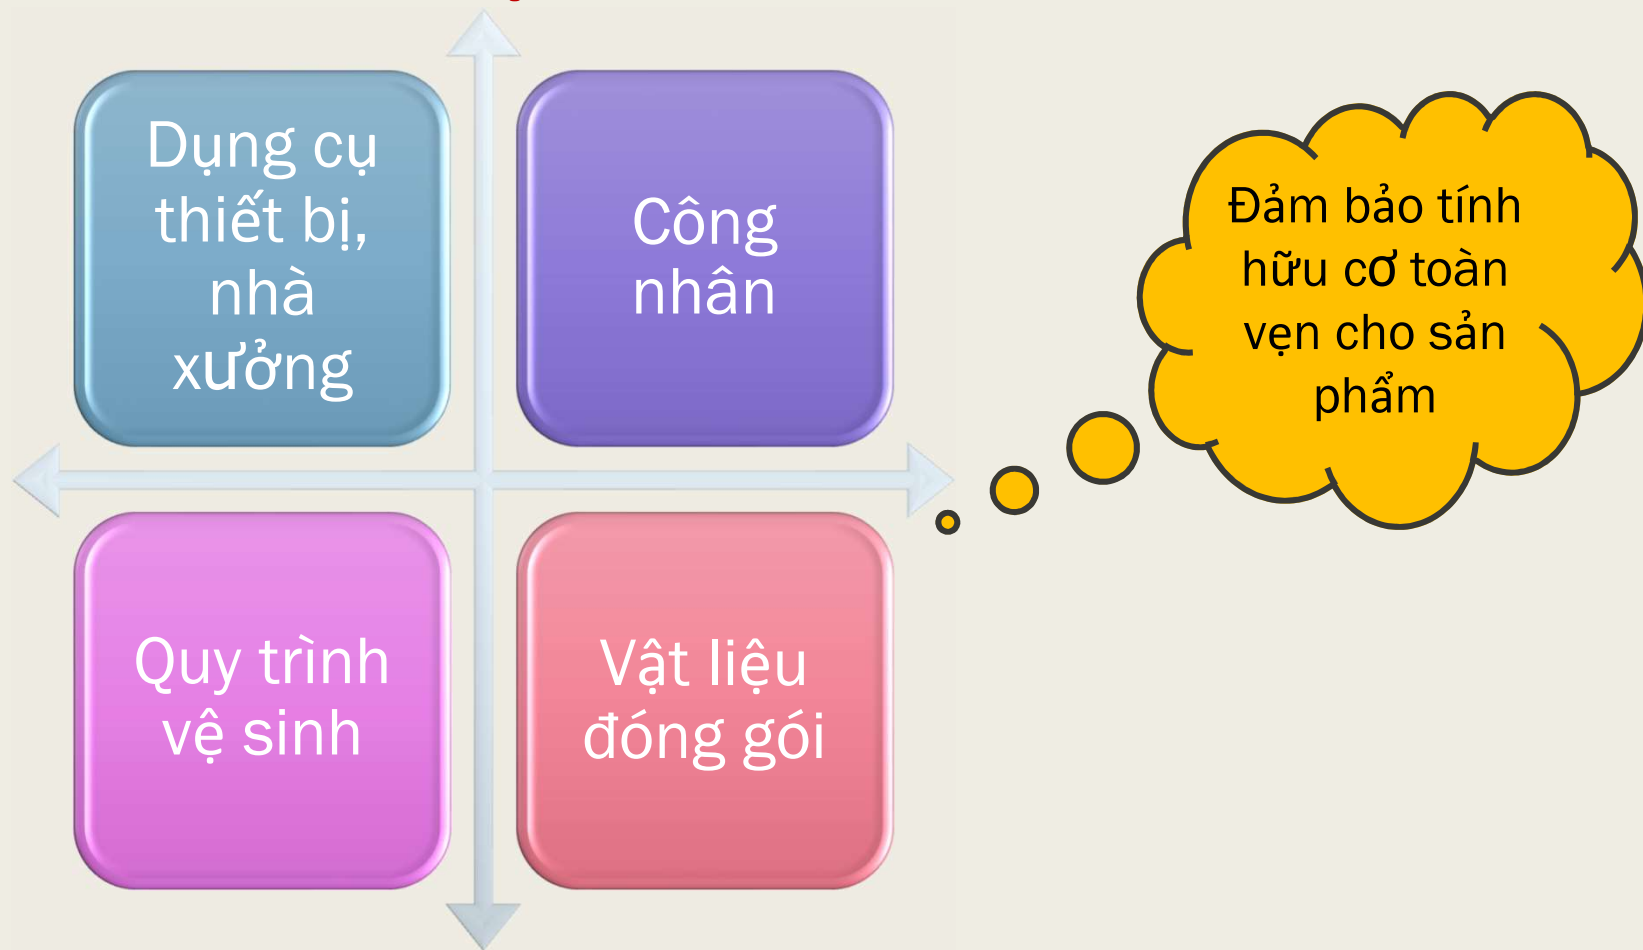 Dụng cụ
thiết bị,
nhà
xưởng
Công
nhân
Quy trình
vệ sinh
Vật liệu
đóng gói
Đảm bảo tính
hữu cơ toàn
vẹn cho sản
phẩm